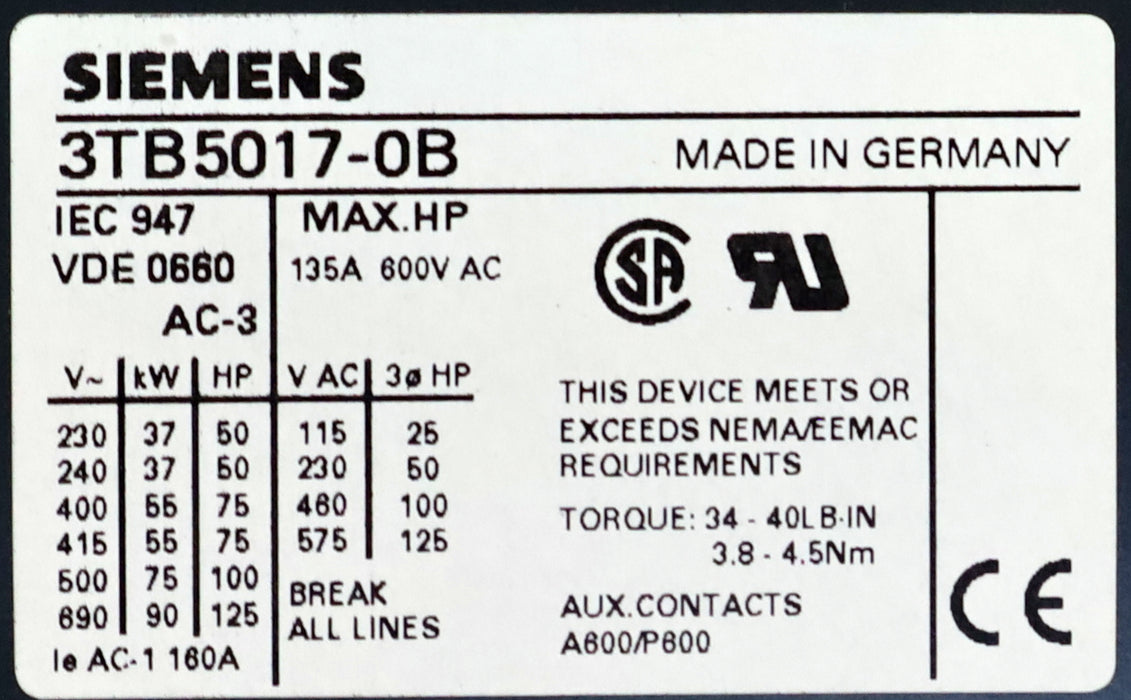 SIEMENS
3TB5017-0B
MADE IN GERMANY
IEC 947
VDE 0660
AC-3
V~ kW HP
230 37 50
240 37 50
400 55 75
415 55 75
500 75 100
690 90 125
Ie AC-1 160A
MAX.HP
135A 600V AC
V AC 3ø HP
115 25
230 50
460 100
575 125
BREAK
ALL LINES
SA
RU
THIS DEVICE MEETS OR
EXCEEDS NEMA/EEMAC
REQUIREMENTS
TORQUE: 34 - 40LB·IN
3.8 - 4.5Nm
AUX.CONTACTS
A600/P600
CE